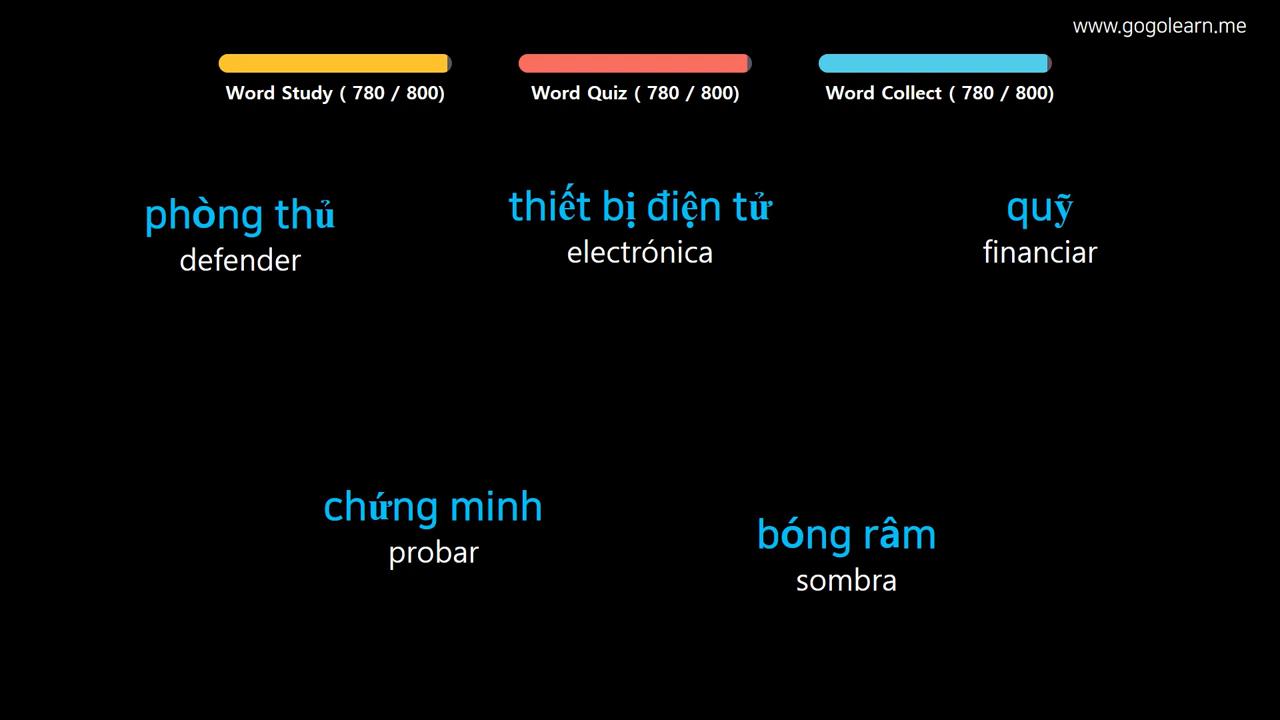 www.gogolearn.me
Word Study ( 780 / 800)
Word Quiz ( 780 / 800)
Word Collect ( 780 / 800)
phòng thủ
defender
thiết bị điện tử
electrónica
quỹ
financiar
chứng minh
probar
bóng râm
sombra